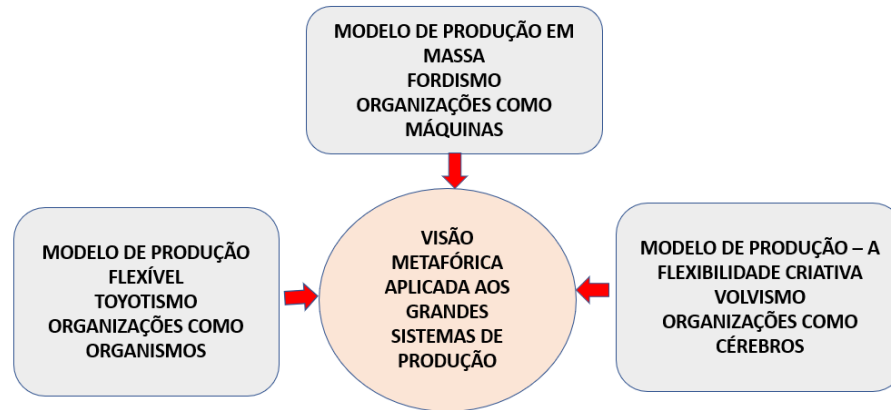 MODELO DE PRODUÇÃO EM
MASSA
FORDISMO
ORGANIZAÇÕES COMO
MÁQUINAS
MODELO DE PRODUÇÃO
FLEXÍVEL
TOYOTISMO
ORGANIZAÇÕES COMO
ORGANISMOS
VISÃO
METAFÓRICA
APLICADA AOS
GRANDES
SISTEMAS DE
PRODUÇÃO
MODELO DE PRODUÇÃO – A
FLEXIBILIDADE CRIATIVA
VOLVISMO
ORGANIZAÇÕES COMO
CÉREBROS